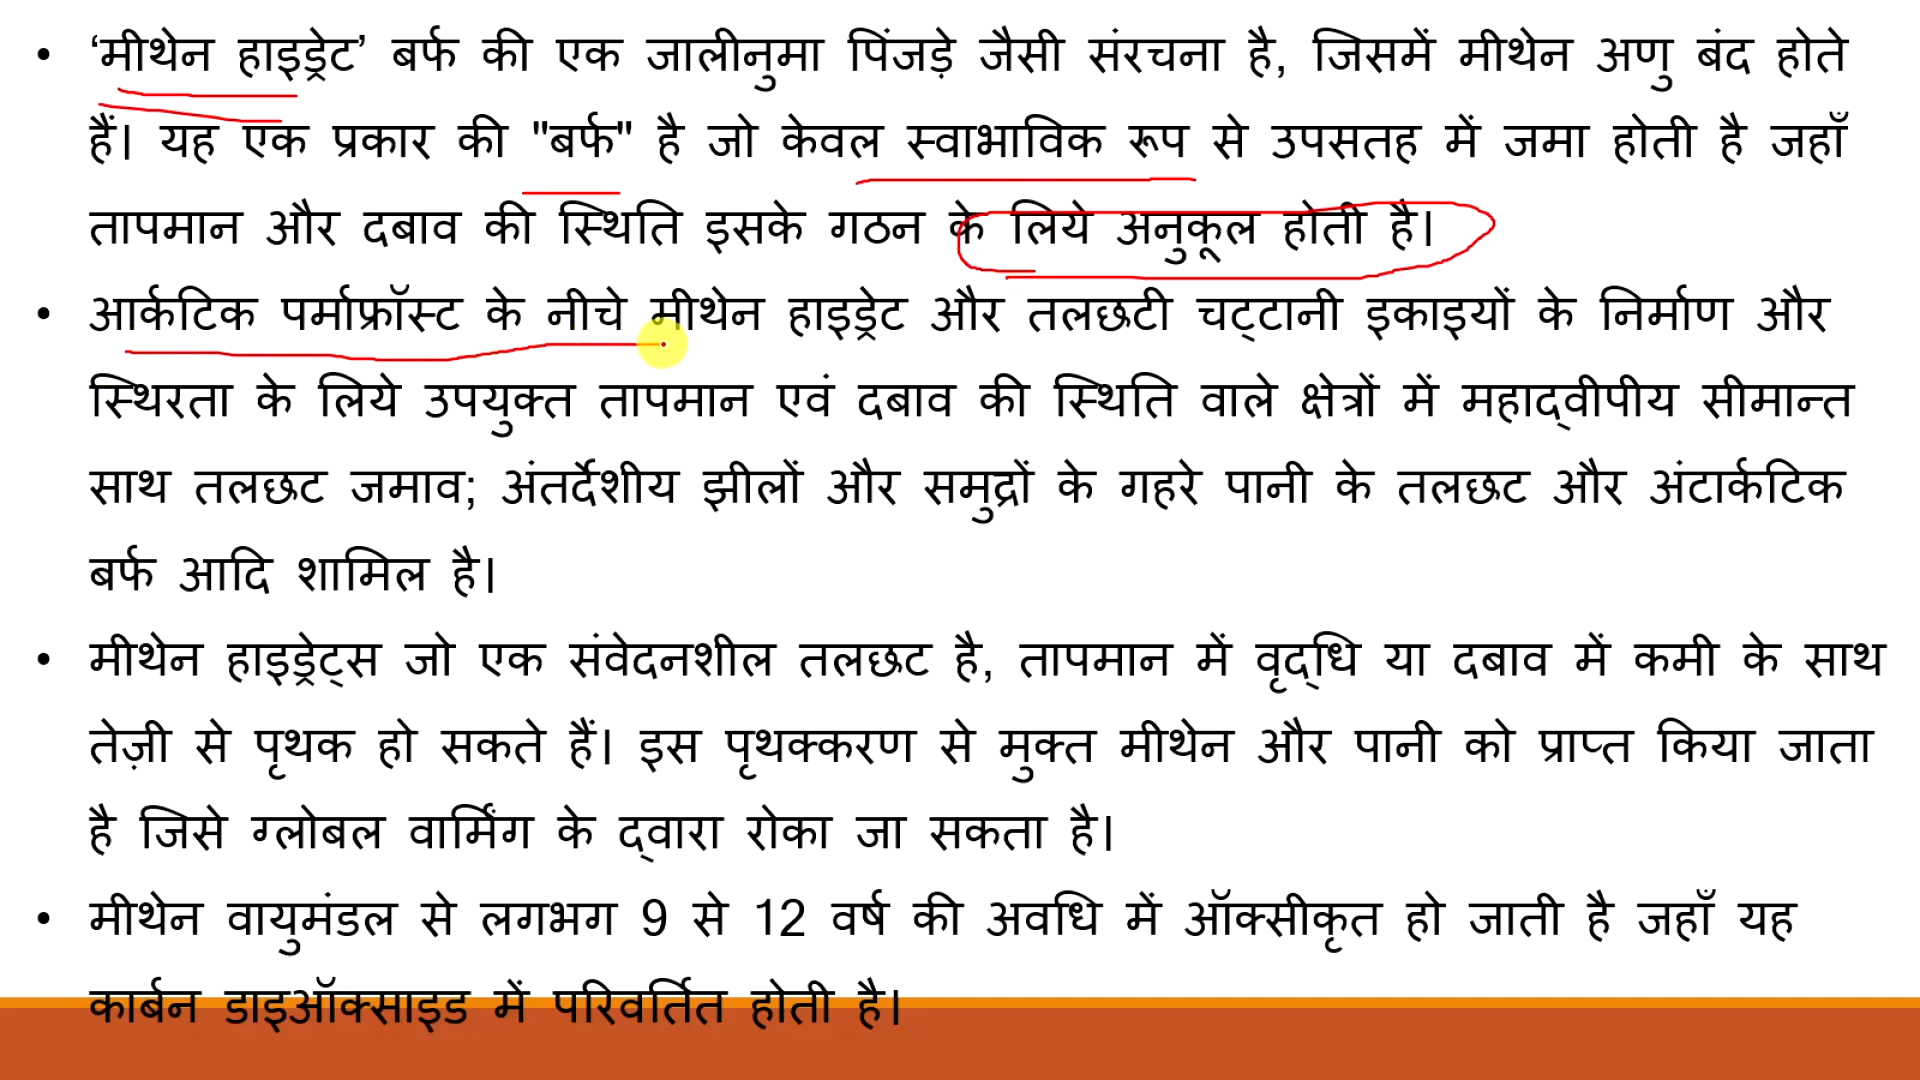 • ‘मीथेन हाइड्रेट’ बर्फ की एक जालीनुमा पिंजड़े जैसी संरचना है, जिसमें मीथेन अणु बंद होते
हैं। यह एक प्रकार की "बर्फ" है जो केवल स्वाभाविक रूप से उपसतह में जमा होती है जहाँ
तापमान और दबाव की स्थिति इसके गठन के लिये अनुकूल होती है।
• आर्कटिक पर्माफ्रॉस्ट के नीचे मीथेन हाइड्रेट और तलछटी चट्टानी इकाइयों के निर्माण और
स्थिरता के लिये उपयुक्त तापमान एवं दबाव की स्थिति वाले क्षेत्रों में महाद्वीपीय सीमान्त
साथ तलछट जमाव; अंतर्देशीय झीलों और समुद्रों के गहरे पानी के तलछट और अंटार्कटिक
बर्फ आदि शामिल है।
• मीथेन हाइड्रेट्स जो एक संवेदनशील तलछट है, तापमान में वृद्धि या दबाव में कमी के साथ
तेज़ी से पृथक हो सकते हैं। इस पृथक्करण से मुक्त मीथेन और पानी को प्राप्त किया जाता
है जिसे ग्लोबल वार्मिंग के द्वारा रोका जा सकता है।
• मीथेन वायुमंडल से लगभग 9 से 12 वर्ष की अवधि में ऑक्सीकृत हो जाती है जहाँ यह
कार्बन डाइऑक्साइड में परिवर्तित होती है।